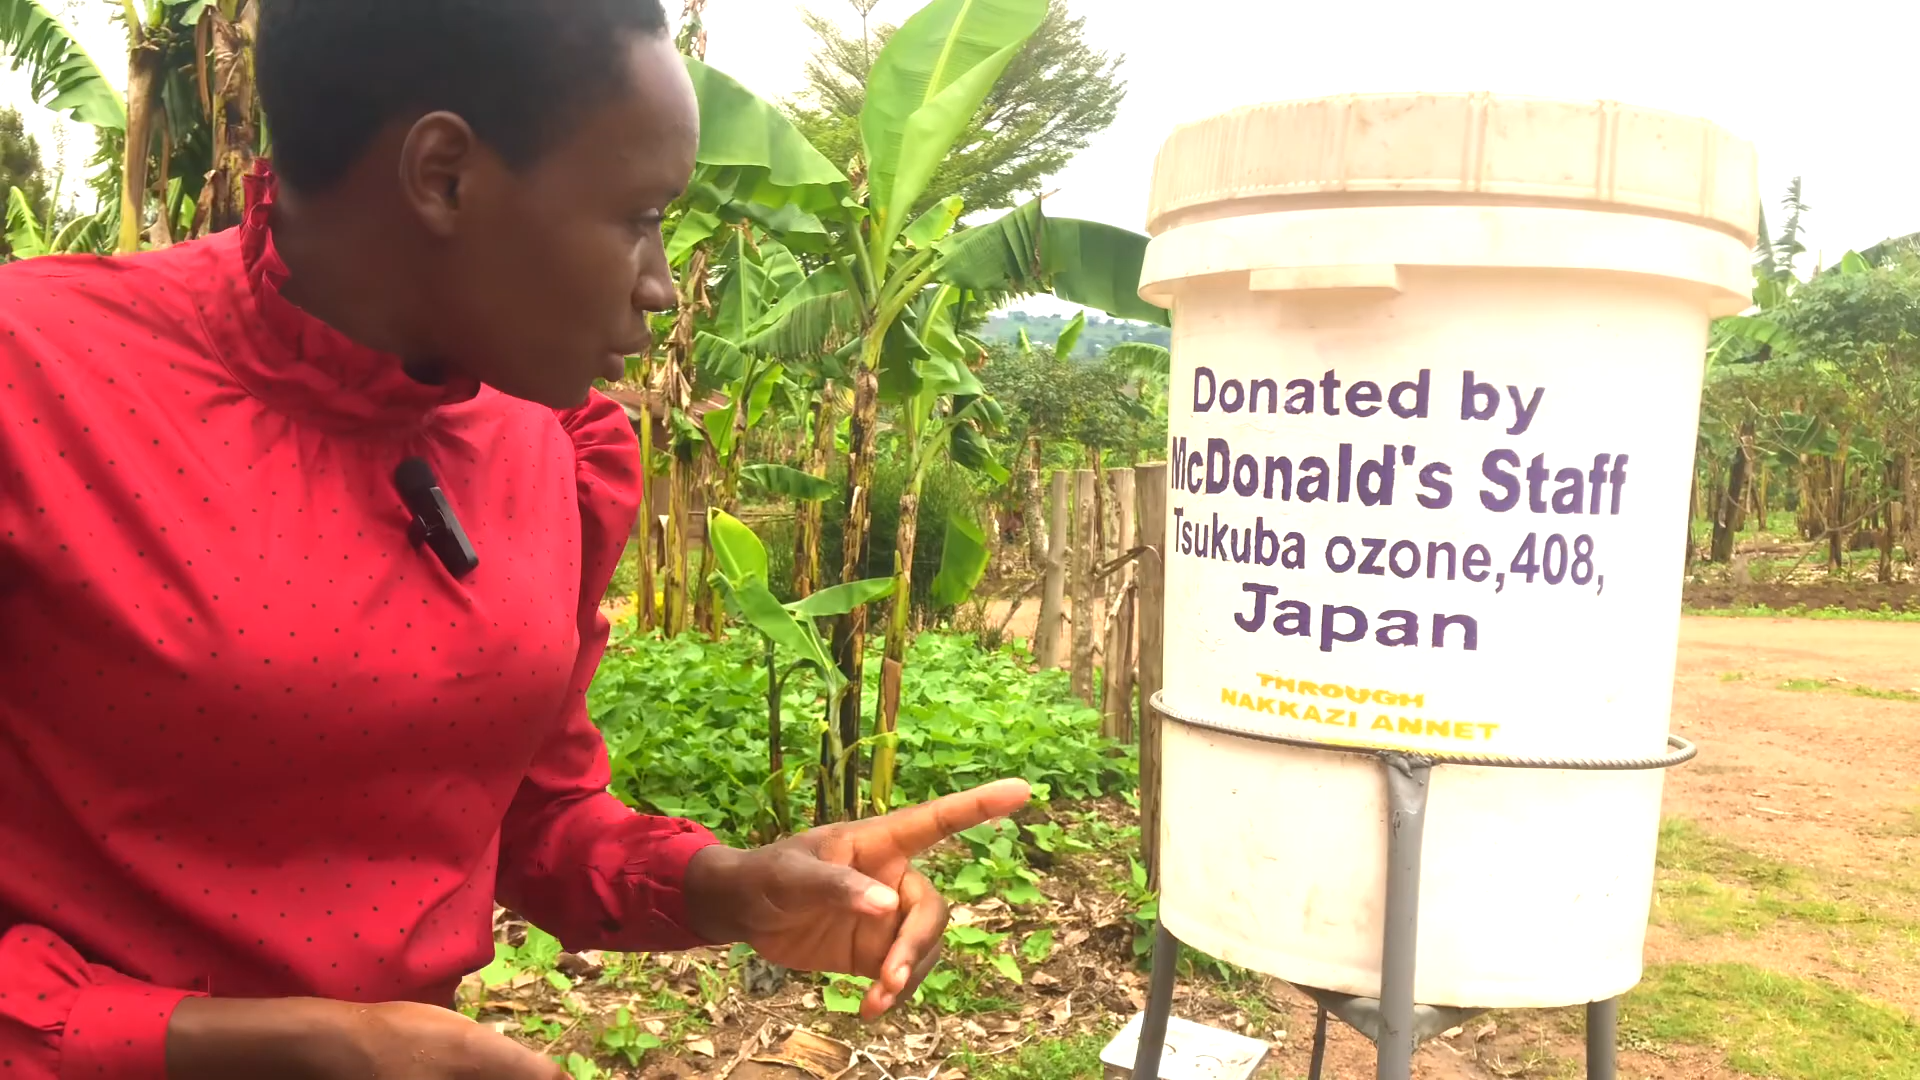 Donated by
McDonald's Staff
Tsukuba ozone,408,
Japan
THROUGH
NAKKAZI ANNET